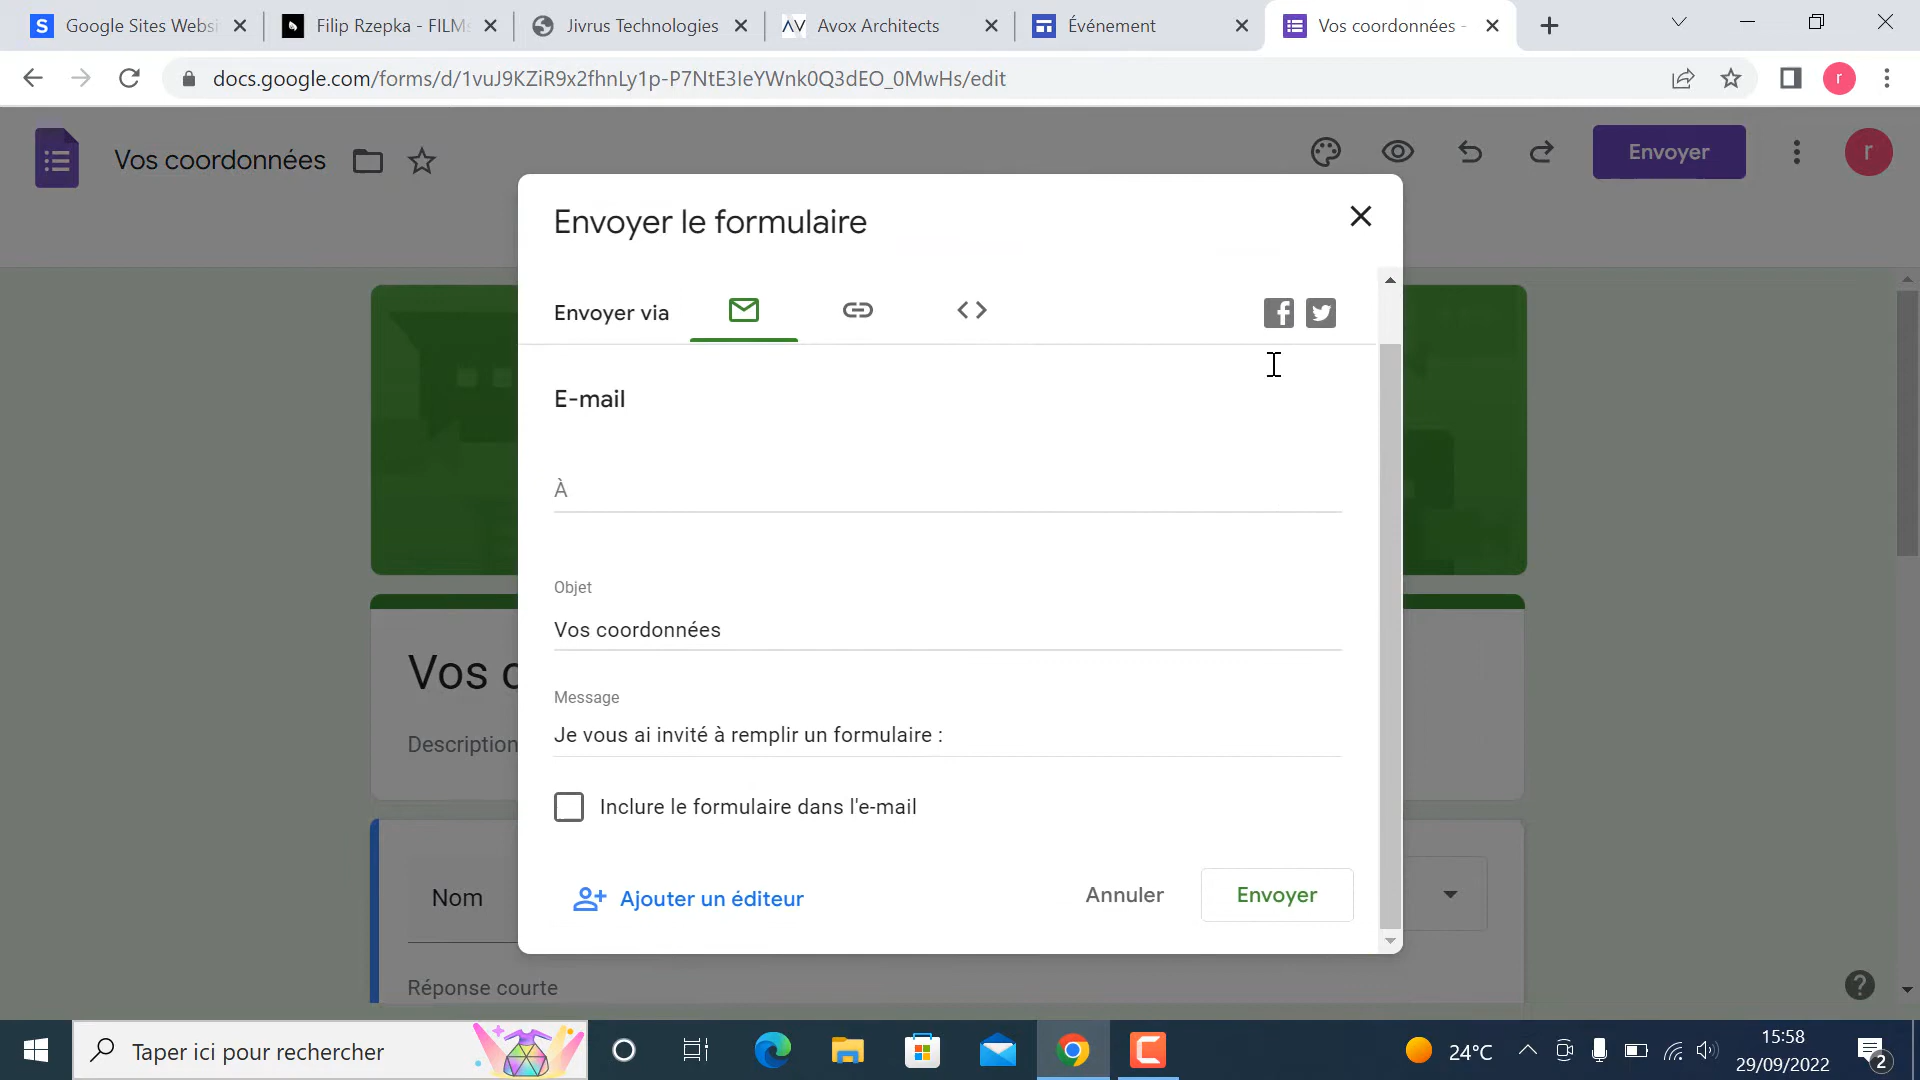 S Google Sites Websi
Filip Rzepka - FILMs
Jivrus Technologies
AV Avox Architects
Événement
Vos coordonnées -
docs.google.com/forms/d/1vuJ9KZiR9x2fhnLy1p-P7NtE3IeYWnk0Q3dEO_0MwHs/edit
r
Vos coordonnées
Envoyer
r
Envoyer le formulaire
Envoyer via
E-mail
À
Objet
Vos coordonnées
Vos c
Message
Je vous ai invité à remplir un formulaire :
Description
Inclure le formulaire dans l'e-mail
Nom
Ajouter un éditeur
Annuler
Envoyer
Réponse courte
Taper ici pour rechercher
24°C
15:58
29/09/2022
2